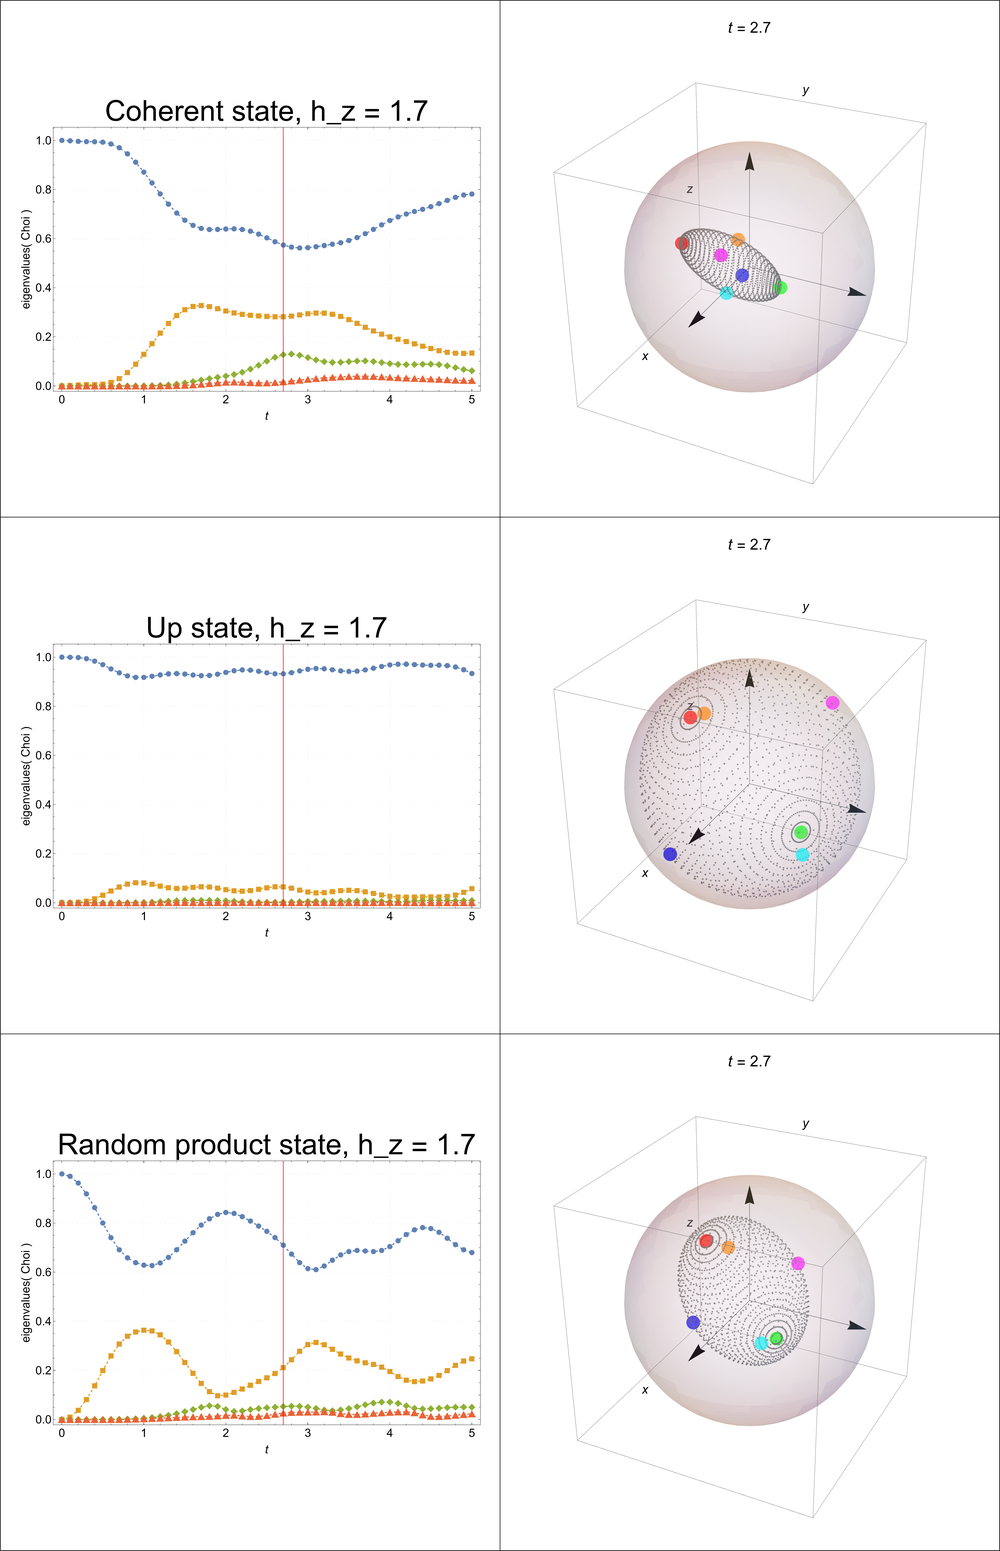 t = 2.7
y
Coherent state, h_z = 1.7
1.0
0.8
z
eigenvalues( Choi )
0.6
0.4
x
0.2
0.0
0 1 2 3 4 5
t
t = 2.7
y
Up state, h_z = 1.7
1.0
0.8
z
eigenvalues( Choi )
0.6
0.4
x
0.2
0.0
0 1 2 3 4 5
t
t = 2.7
y
Random product state, h_z = 1.7
1.0
0.8
z
eigenvalues( Choi )
0.6
0.4
x
0.2
0.0
0 1 2 3 4 5
t